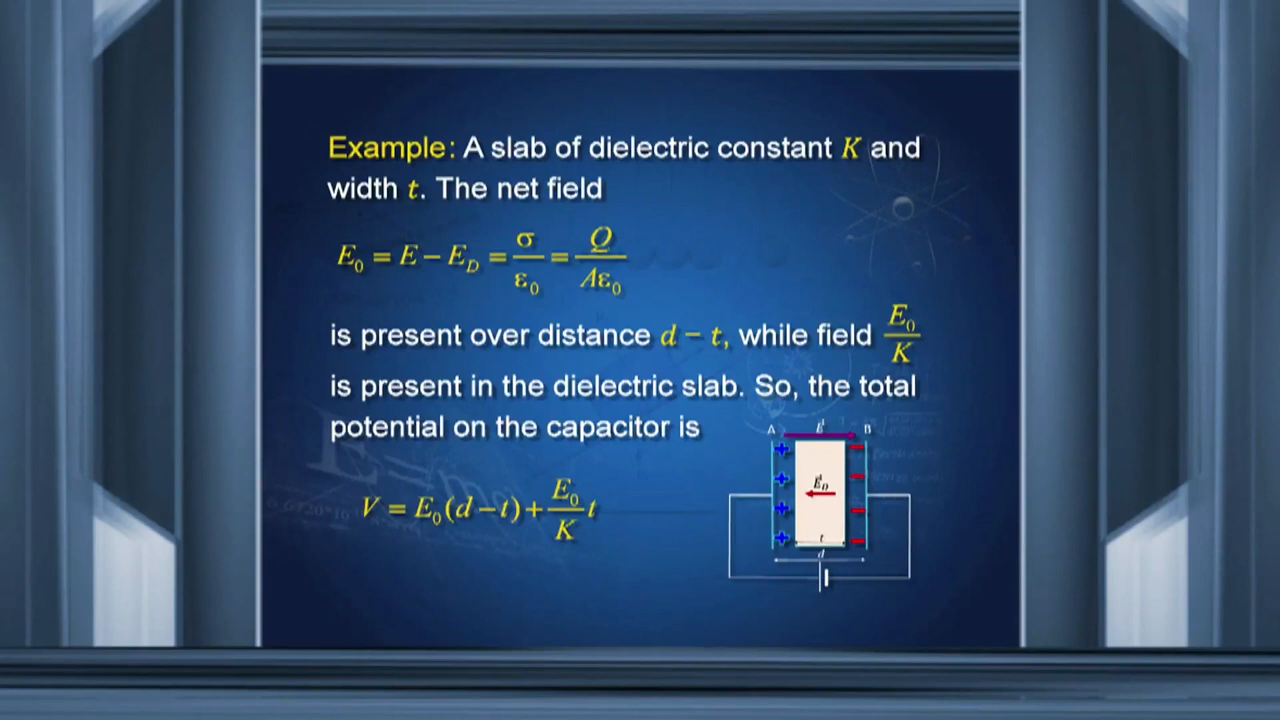 Example: A slab of dielectric constant K and
width t. The net field
E₀ = E − E_D = σ/ε₀ = Q/Aε₀
is present over distance d − t, while field E₀/K
is present in the dielectric slab. So, the total
potential on the capacitor is
A E B
V = E₀(d − t) + E₀/K t
E_D
t
d